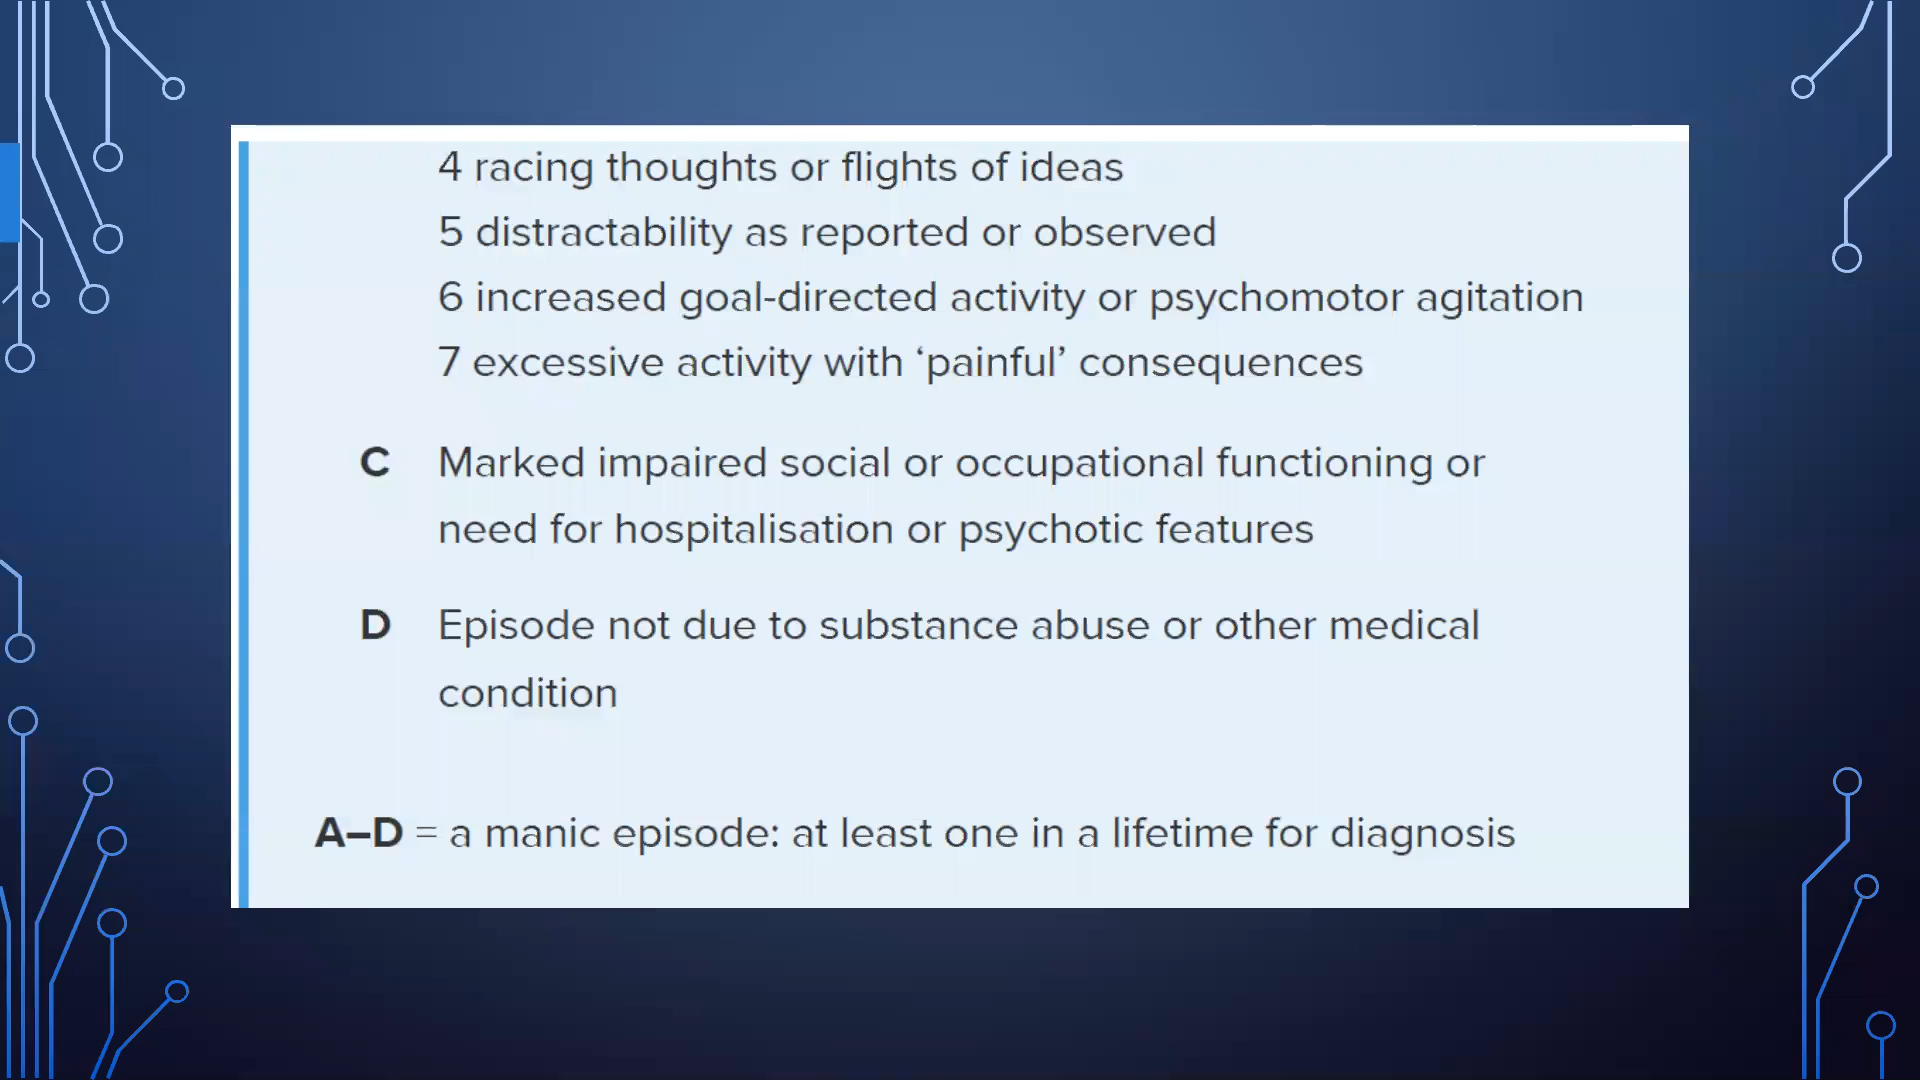 4 racing thoughts or flights of ideas
5 distractability as reported or observed
6 increased goal-directed activity or psychomotor agitation
7 excessive activity with ‘painful’ consequences
C Marked impaired social or occupational functioning or
need for hospitalisation or psychotic features
D Episode not due to substance abuse or other medical
condition
A–D = a manic episode: at least one in a lifetime for diagnosis